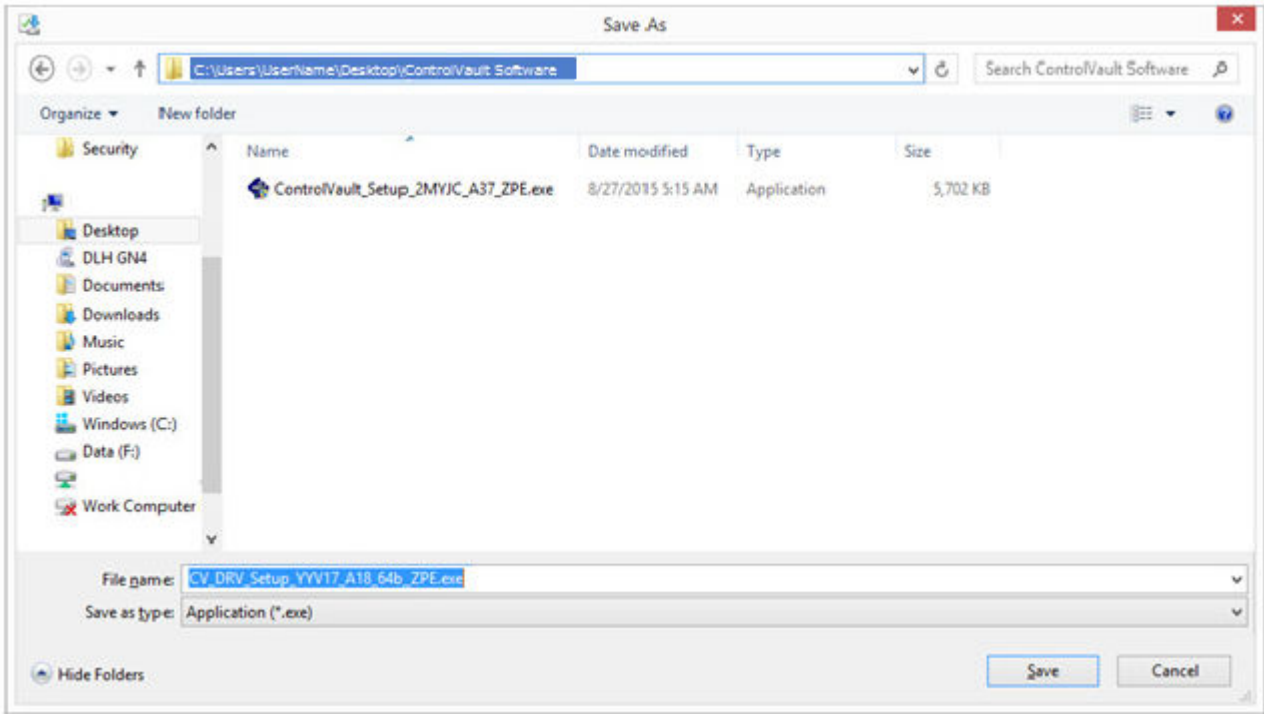 Save As
C:\Users\UserName\Desktop\ControlVault Software
Search ControlVault Software
Organize
New folder
Name
Date modified
Type
Size
Security
ControlVault_Setup_2MYJC_A37_ZPE.exe
8/27/2015 5:15 AM
Application
5,702 KB
Desktop
DLH GN4
Documents
Downloads
Music
Pictures
Videos
Windows (C:)
Data (F:)
Work Computer
File name: CV_DRV_Setup_YYV17_A18_64b_ZPE.exe
Save as type: Application (*.exe)
Hide Folders
Save
Cancel